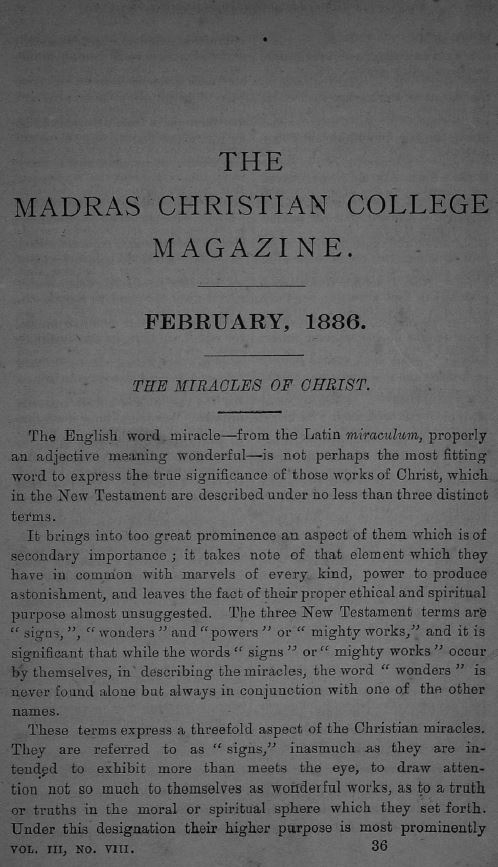 THE
MADRAS CHRISTIAN COLLEGE
MAGAZINE.
FEBRUARY, 1886.
THE MIRACLES OF CHRIST.
The English word miracle—from the Latin miraculum, properly
an adjective meaning wonderful—is not perhaps the most fitting
word to express the true significance of those works of Christ, which
in the New Testament are described under no less than three distinct
terms.
It brings into too great prominence an aspect of them which is of
secondary importance ; it takes note of that element which they
have in common with marvels of every kind, power to produce
astonishment, and leaves the fact of their proper ethical and spiritual
purpose almost unsuggested. The three New Testament terms are
“ signs, ”, “ wonders ” and “ powers ” or “ mighty works,” and it is
significant that while the words “ signs ” or “ mighty works ” occur
by themselves, in describing the miracles, the word “ wonders ” is
never found alone but always in conjunction with one of the other
names.
These terms express a threefold aspect of the Christian miracles.
They are referred to as “ signs,” inasmuch as they are in-
tended to exhibit more than meets the eye, to draw atten-
tion not so much to themselves as wonderful works, as to a truth
or truths in the moral or spiritual sphere which they set forth.
Under this designation their higher purpose is most prominently
VOL. III, NO. VIII. 36